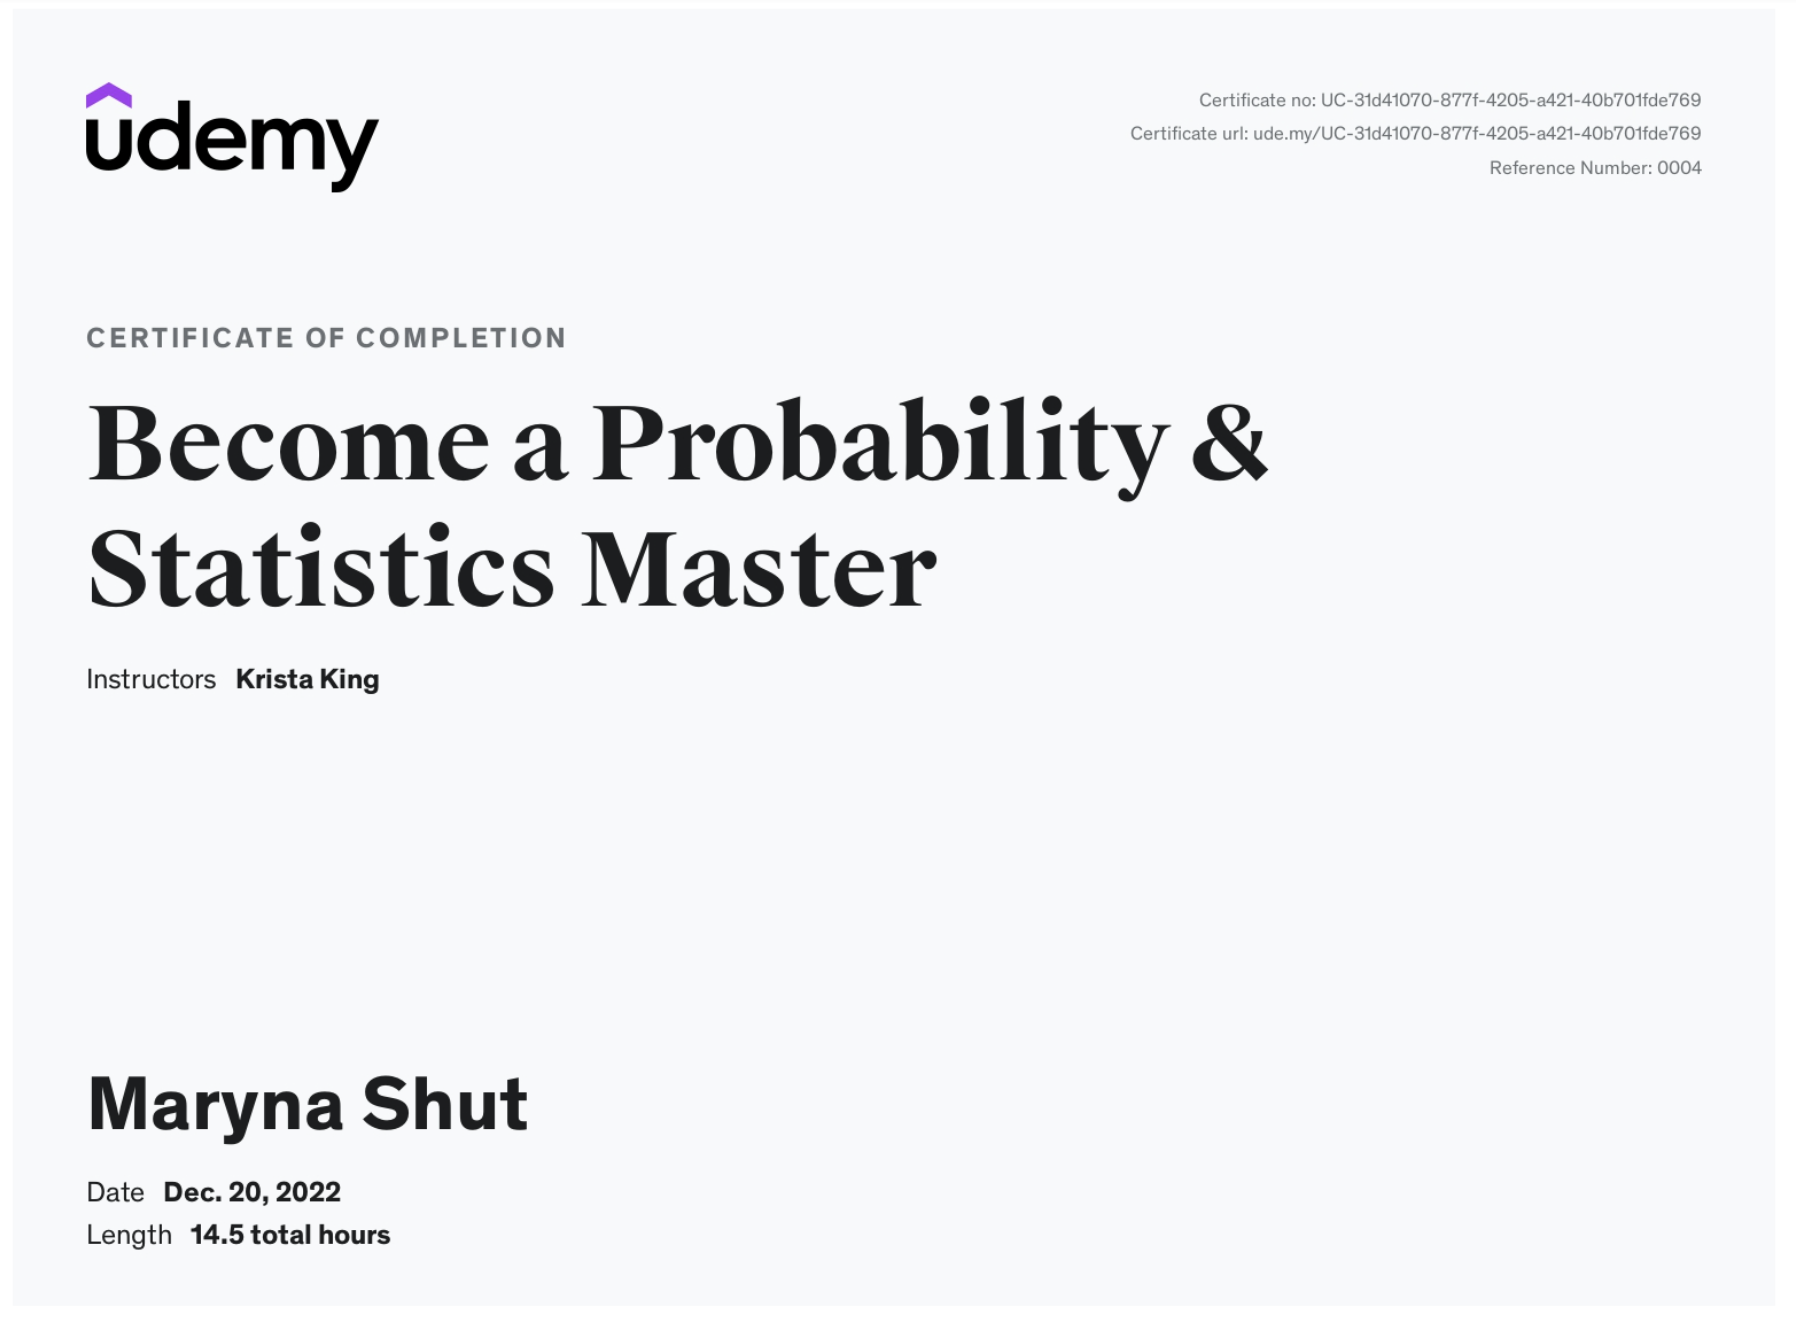 udemy
Certificate no: UC-31d41070-877f-4205-a421-40b701fde769
Certificate url: ude.my/UC-31d41070-877f-4205-a421-40b701fde769
Reference Number: 0004
CERTIFICATE OF COMPLETION
Become a Probability &
Statistics Master
Instructors Krista King
Maryna Shut
Date Dec. 20, 2022
Length 14.5 total hours